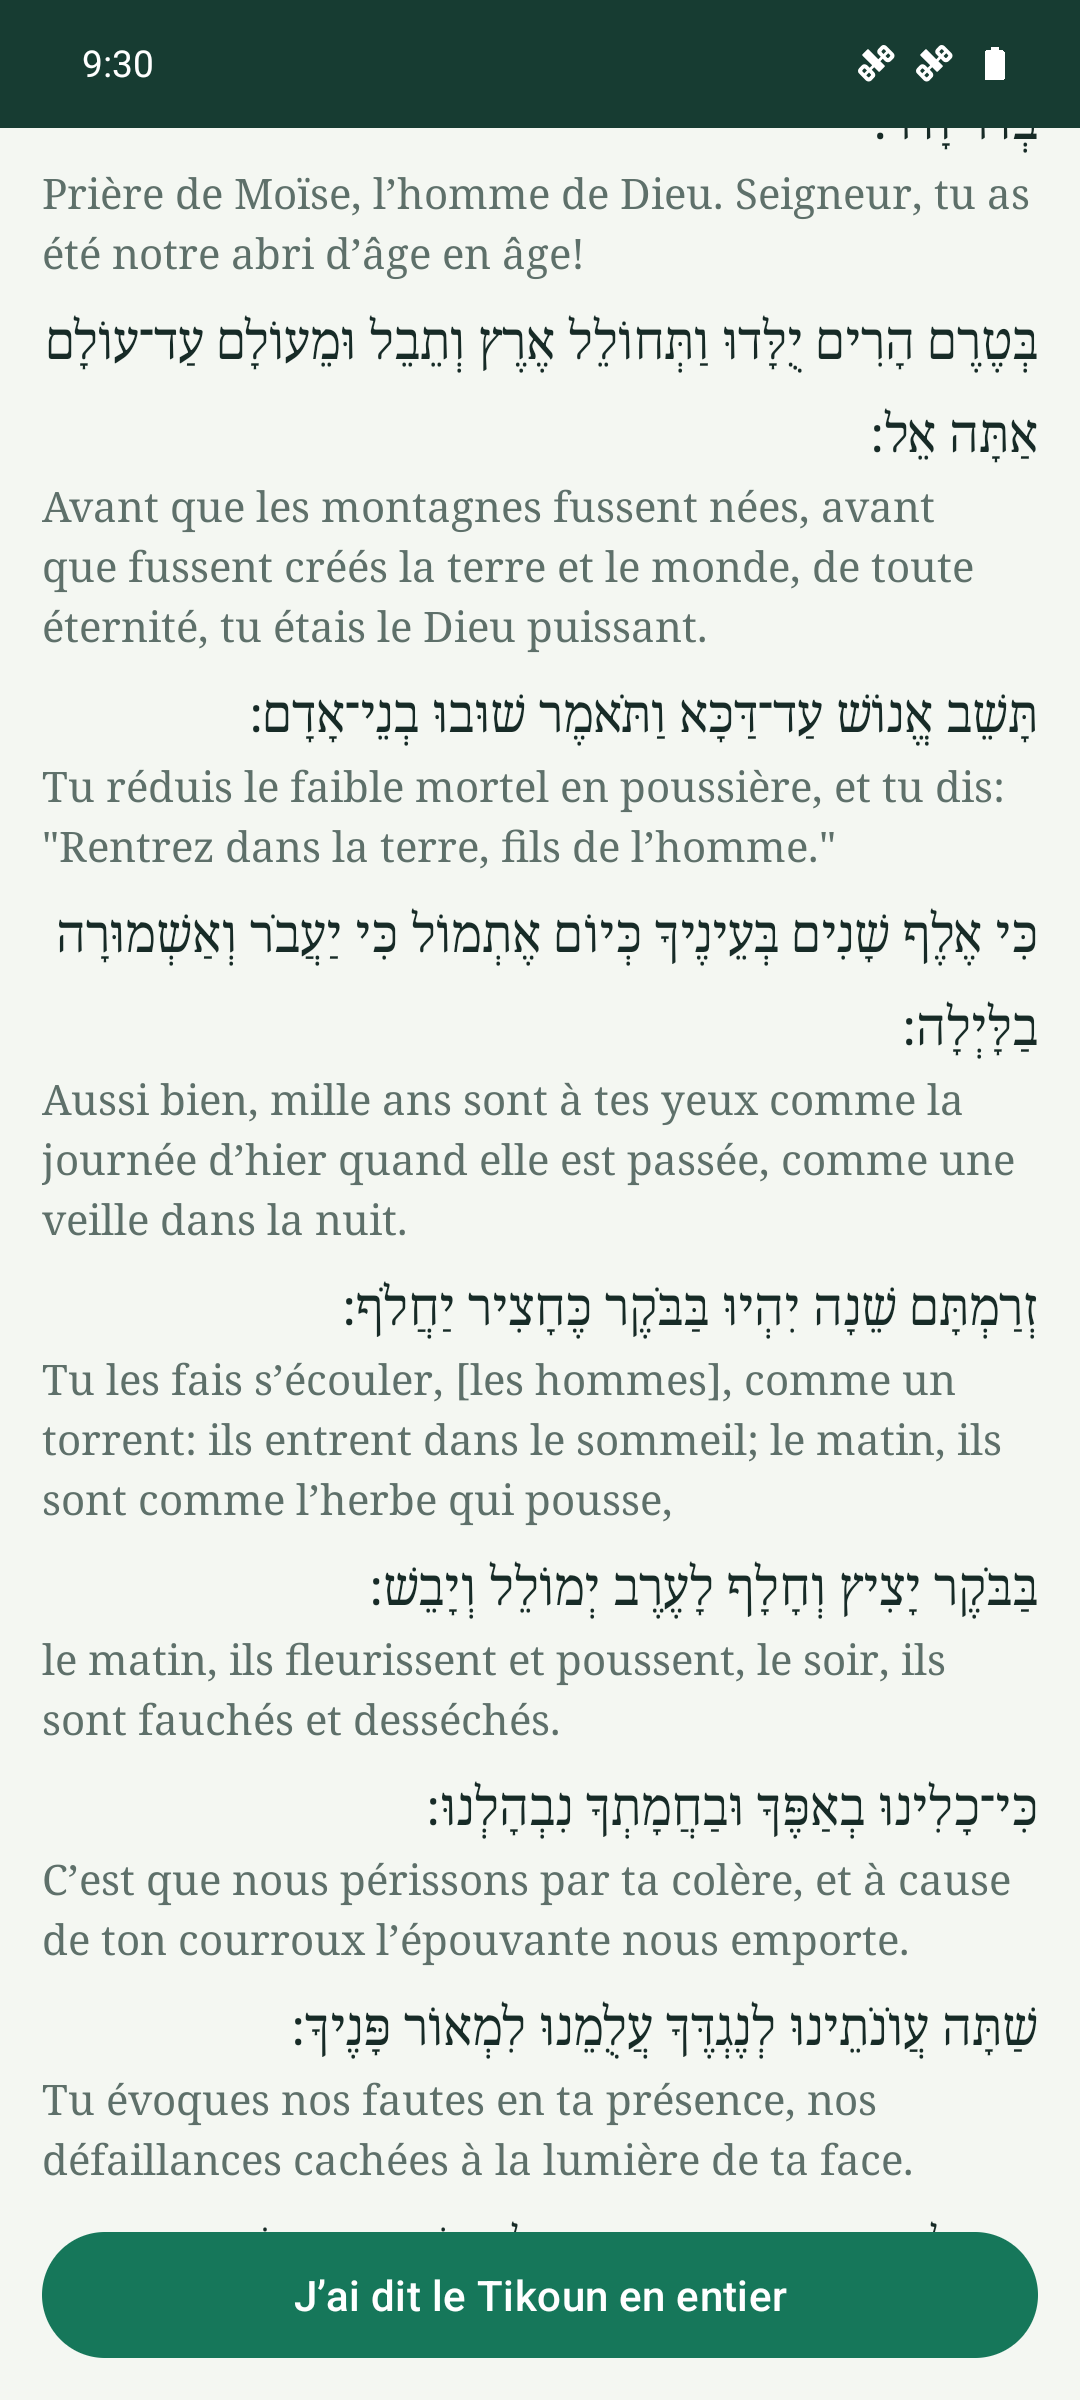 9:30
Prière de Moïse, l’homme de Dieu. Seigneur, tu as
été notre abri d’âge en âge!
בְּטֶרֶם הָרִים יֻלָּדוּ וַתְּחוֹלֵל אֶרֶץ וְתֵבֵל וּמֵעוֹלָם עַד־עוֹלָם
אַתָּה אֵל׃
Avant que les montagnes fussent nées, avant
que fussent créés la terre et le monde, de toute
éternité, tu étais le Dieu puissant.
תָּשֵׁב אֱנוֹשׁ עַד־דַּכָּא וַתֹּאמֶר שׁוּבוּ בְנֵי־אָדָם׃
Tu réduis le faible mortel en poussière, et tu dis:
"Rentrez dans la terre, fils de l’homme."
כִּי אֶלֶף שָׁנִים בְּעֵינֶיךָ כְּיוֹם אֶתְמוֹל כִּי יַעֲבֹר וְאַשְׁמוּרָה
בַלָּיְלָה׃
Aussi bien, mille ans sont à tes yeux comme la
journée d’hier quand elle est passée, comme une
veille dans la nuit.
זְרַמְתָּם שֵׁנָה יִהְיוּ בַּבֹּקֶר כֶּחָצִיר יַחֲלֹף׃
Tu les fais s’écouler, [les hommes], comme un
torrent: ils entrent dans le sommeil; le matin, ils
sont comme l’herbe qui pousse,
בַּבֹּקֶר יָצִיץ וְחָלָף לָעֶרֶב יְמוֹלֵל וְיָבֵשׁ׃
le matin, ils fleurissent et poussent, le soir, ils
sont fauchés et desséchés.
כִּי־כָלִינוּ בְאַפֶּךָ וּבַחֲמָתְךָ נִבְהָלְנוּ׃
C’est que nous périssons par ta colère, et à cause
de ton courroux l’épouvante nous emporte.
שַׁתָּה עֲוֺנֹתֵינוּ לְנֶגְדֶּךָ עֲלֻמֵנוּ לִמְאוֹר פָּנֶיךָ׃
Tu évoques nos fautes en ta présence, nos
défaillances cachées à la lumière de ta face.
J’ai dit le Tikoun en entier